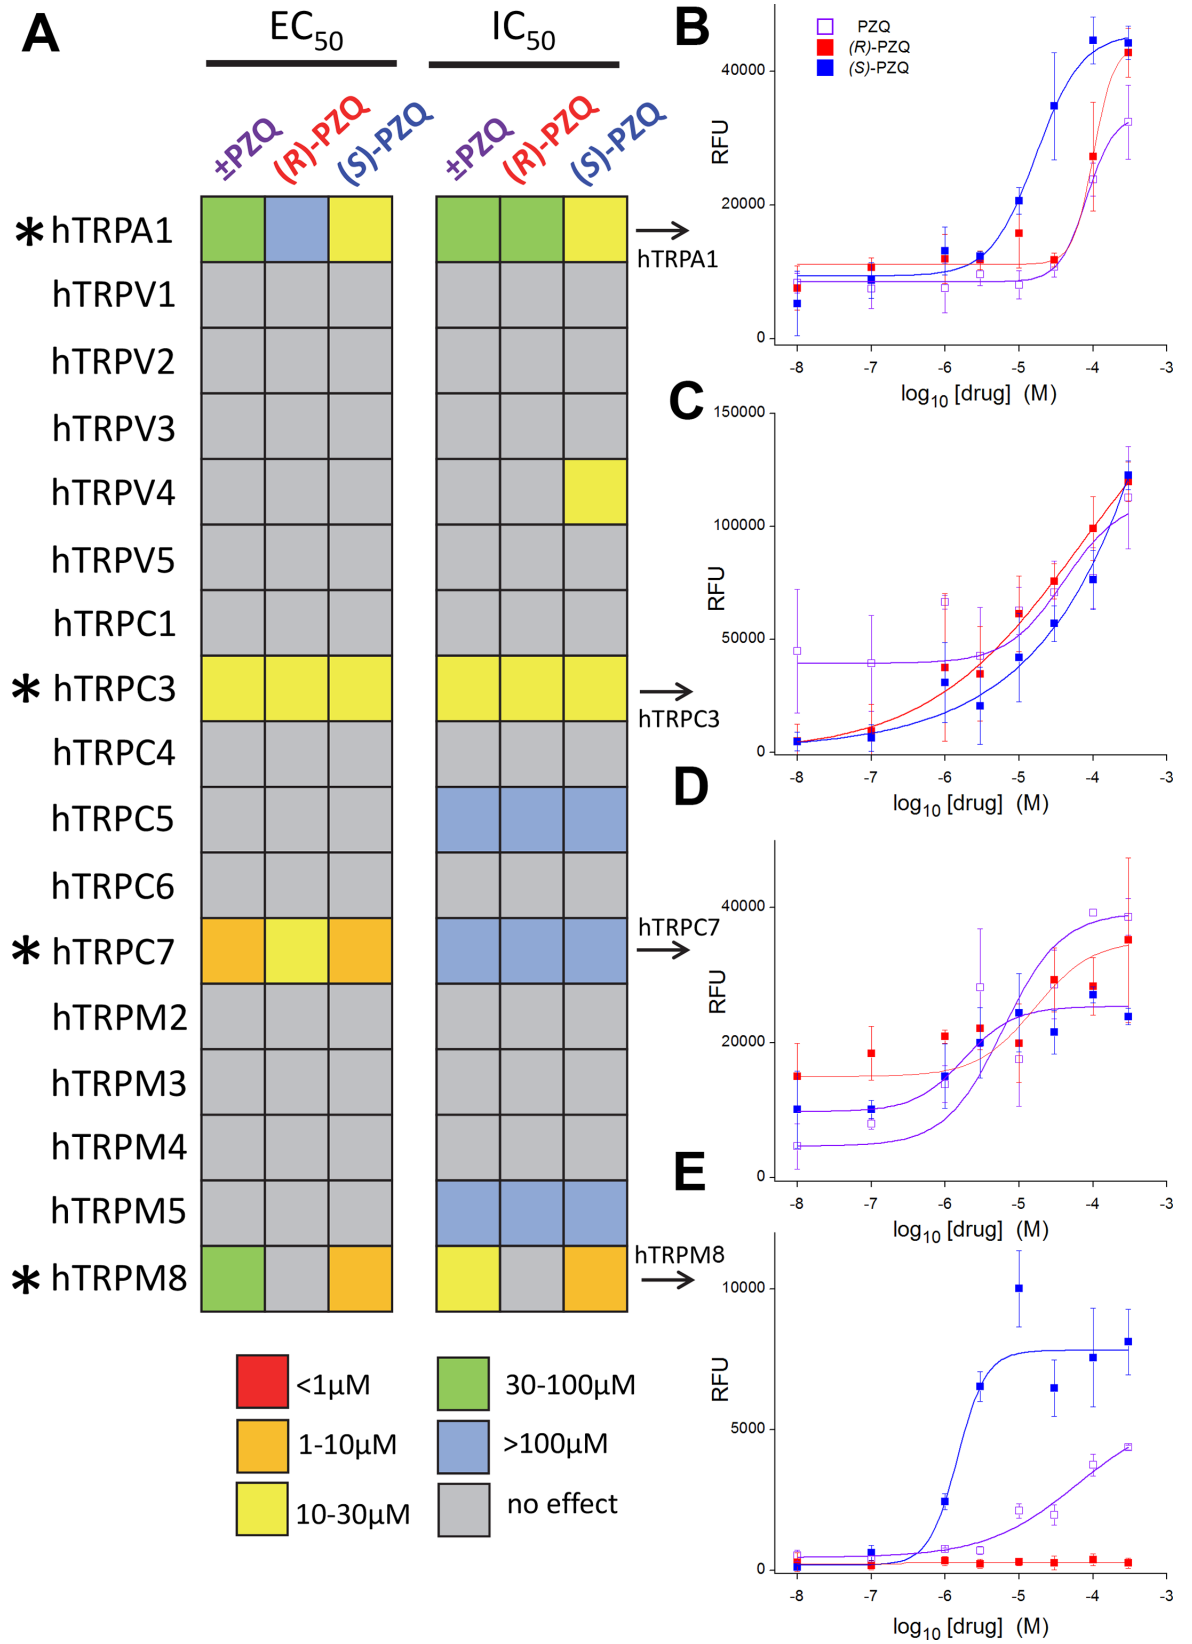 A
EC50
IC50
±PZQ
(R)-PZQ
(S)-PZQ
±PZQ
(R)-PZQ
(S)-PZQ
* hTRPA1
hTRPV1
hTRPV2
hTRPV3
hTRPV4
hTRPV5
hTRPC1
* hTRPC3
hTRPC4
hTRPC5
hTRPC6
* hTRPC7
hTRPM2
hTRPM3
hTRPM4
hTRPM5
* hTRPM8
hTRPA1
hTRPC3
hTRPC7
hTRPM8
<1µM
1-10µM
10-30µM
30-100µM
>100µM
no effect
B
PZQ
(R)-PZQ
(S)-PZQ
RFU
40000
20000
0
-8 -7 -6 -5 -4 -3
log10 [drug] (M)
C
RFU
150000
100000
50000
0
-8 -7 -6 -5 -4 -3
log10 [drug] (M)
D
RFU
40000
20000
0
-8 -7 -6 -5 -4 -3
log10 [drug] (M)
E
RFU
10000
5000
0
-8 -7 -6 -5 -4 -3
log10 [drug] (M)